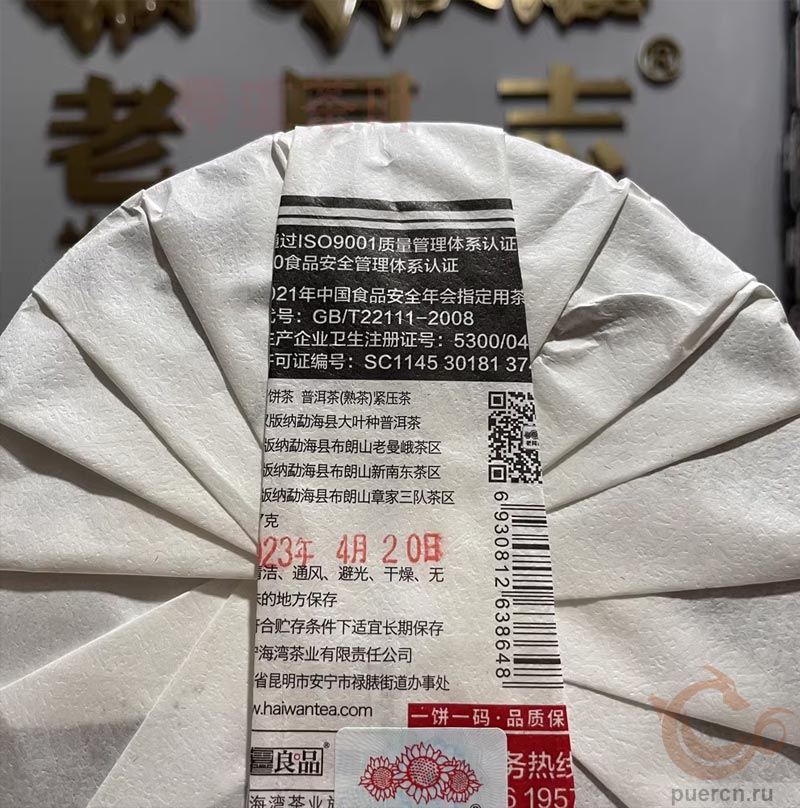 老 同 志®
通过ISO9001质量管理体系认证
0食品安全管理体系认证
021年中国食品安全年会指定用茶
号：GB/T22111-2008
产企业卫生注册证号：5300/04
可证编号：SC1145 30181 37
饼茶 普洱茶(熟茶)紧压茶
版纳勐海县大叶种普洱茶
版纳勐海县布朗山老曼峨茶区
版纳勐海县布朗山新南东茶区
版纳勐海县布朗山章家三队茶区
7克
023年 4月20日
清洁、通风、避光、干燥、无
味的地方保存
符合贮存条件下适宜长期保存
宁海湾茶业有限责任公司
省昆明市安宁市禄脿街道办事处
w.haiwantea.com
6 930812 638648
一饼一码·品质保
良品®
务热线
海湾茶业
6 195
puercn.ru